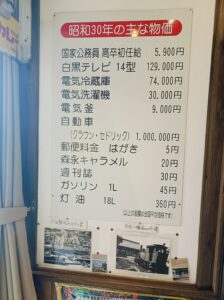 昭和30年の主な物価
国家公務員 高卒初任給 5.900円
白黒テレビ 14型 129.000円
電気冷蔵庫 74.000円
電気洗濯機 30.000円
電気釜 9.000円
自動車
(クラウン・セドリック) 1,000.000円
郵便料金 はがき 5円
森永キャラメル 20円
週刊誌 30円
ガソリン 1L 45円
灯油 18L 360円